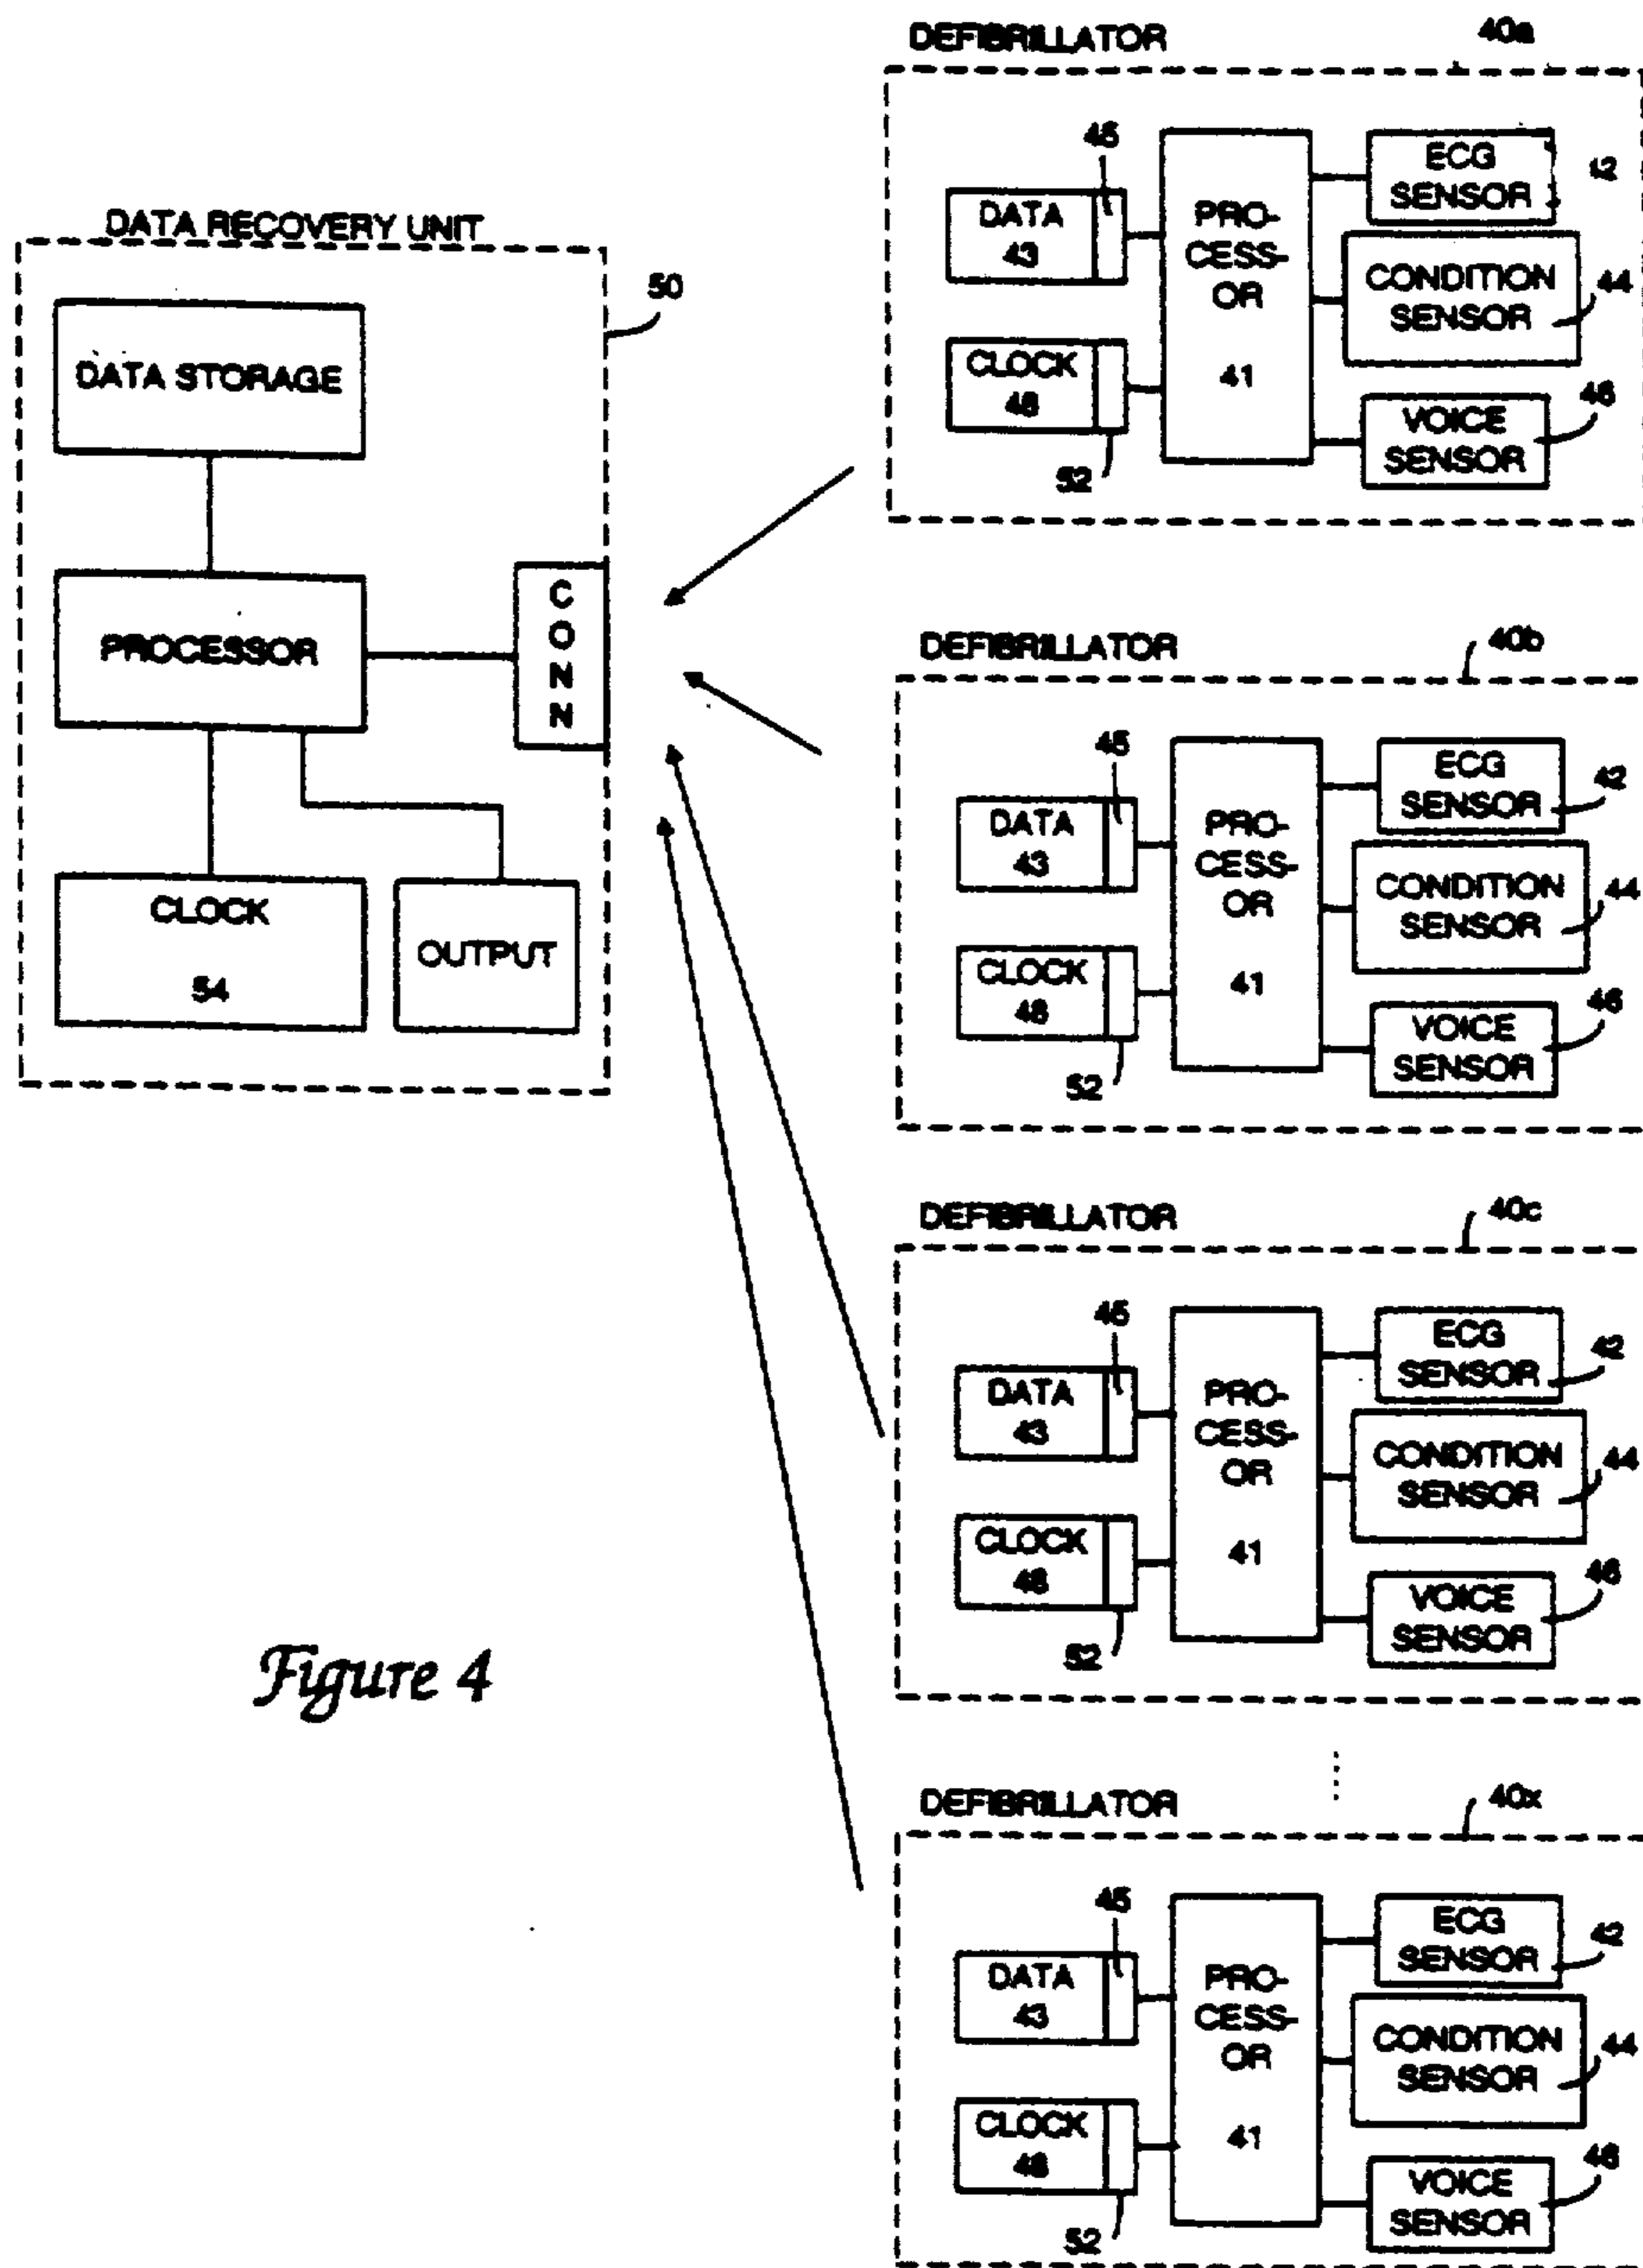 DATA RECOVERY UNIT
50
DATA STORAGE
PROCESSOR
C
O
N
N
CLOCK
54
OUTPUT
DEFIBRILLATOR
40a
45
DATA
43
CLOCK
48
52
PRO-
CESS-
OR
41
ECG
SENSOR
12
CONDITION
SENSOR
44
VOICE
SENSOR
46
DEFIBRILLATOR
40b
45
DATA
43
CLOCK
48
52
PRO-
CESS-
OR
41
ECG
SENSOR
42
CONDITION
SENSOR
44
VOICE
SENSOR
46
DEFIBRILLATOR
40c
45
DATA
43
CLOCK
48
52
PRO-
CESS-
OR
41
ECG
SENSOR
42
CONDITION
SENSOR
44
VOICE
SENSOR
46
DEFIBRILLATOR
40x
45
DATA
43
CLOCK
48
52
PRO-
CESS-
OR
41
ECG
SENSOR
42
CONDITION
SENSOR
44
VOICE
SENSOR
46
Figure 4